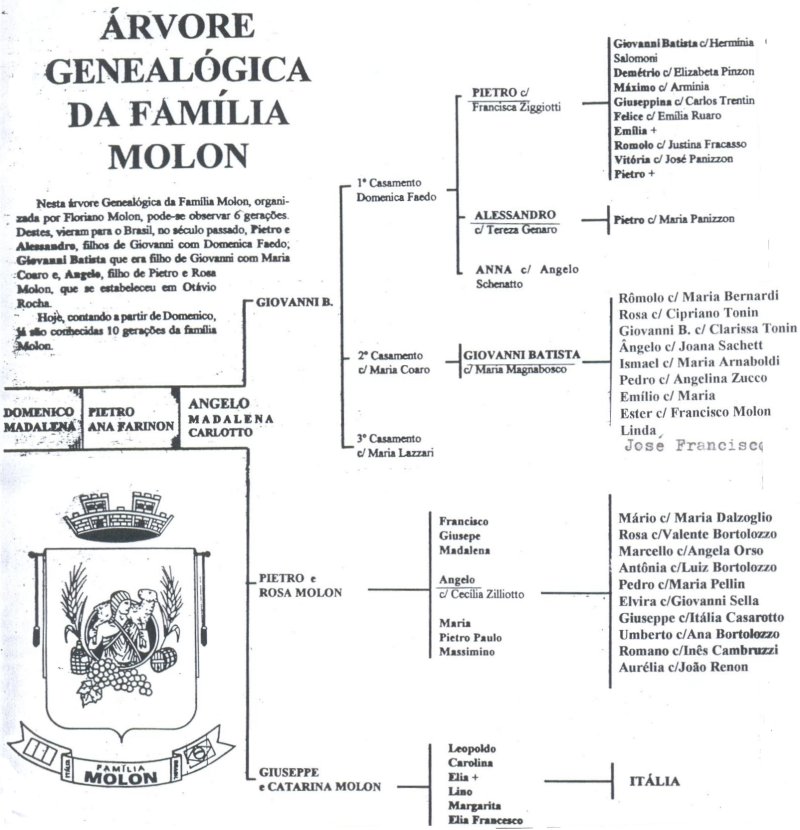 ÁRVORE
GENEALÓGICA
DA FAMÍLIA
MOLON
Nesta árvore Genealógica da Família Molon, organi-
zada por Floriano Molon, pode-se observar 6 gerações.
Destes, vieram para o Brasil, no século passado, Pietro e
Alessandro, filhos de Giovanni com Domenica Faedo;
Giovanni Batista que era filho de Giovanni com Maria
Coaro e, Angelo, filho de Pietro e Rosa
Molon, que se estabeleceu em Otávio
Rocha.
Hoje, contando a partir de Domenico,
já são conhecidas 10 gerações da família
Molon.
DOMENICO
MADALENA
PIETRO
ANA FARINON
ANGELO
MADALENA
CARLOTTO
GIOVANNI B.
1º Casamento
Domenica Faedo
PIETRO c/
Francisca Ziggiotti
Giovanni Batista c/Hermínia
Salomoni
Demétrio c/Elizabeta Pinzon
Máximo c/ Armínia
Giuseppina c/ Carlos Trentin
Felice c/ Emília Ruaro
Emília +
Romolo c/ Justina Fracasso
Vitória c/ José Panizzon
Pietro +
ALESSANDRO
c/ Tereza Genaro
Pietro c/ Maria Panizzon
ANNA c/ Angelo
Schenatto
2º Casamento
c/ Maria Coaro
GIOVANNI BATISTA
c/ Maria Magnabosco
Rômolo c/ Maria Bernardi
Rosa c/ Cipriano Tonin
Giovanni B. c/ Clarissa Tonin
Ângelo c/ Joana Sachett
Ismael c/ Maria Arnaboldi
Pedro c/ Angelina Zucco
Emílio c/ Maria
Ester c/ Francisco Molon
Linda
José Francisco
3º Casamento
c/ Maria Lazzari
PIETRO e
ROSA MOLON
Francisco
Giusepe
Madalena
Angelo
c/ Cecília Zilliotto
Maria
Pietro Paulo
Massimino
Mário c/ Maria Dalzoglio
Rosa c/Valente Bortolozzo
Marcello c/Angela Orso
Antônia c/Luiz Bortolozzo
Pedro c/Maria Pellin
Elvira c/Giovanni Sella
Giuseppe c/Itália Casarotto
Umberto c/Ana Bortolozzo
Romano c/Inês Cambruzzi
Aurélia c/João Renon
GIUSEPPE
e CATARINA MOLON
Leopoldo
Carolina
Elia +
Lino
Margarita
Elia Francesco
ITÁLIA
FAMÍLIA
MOLON